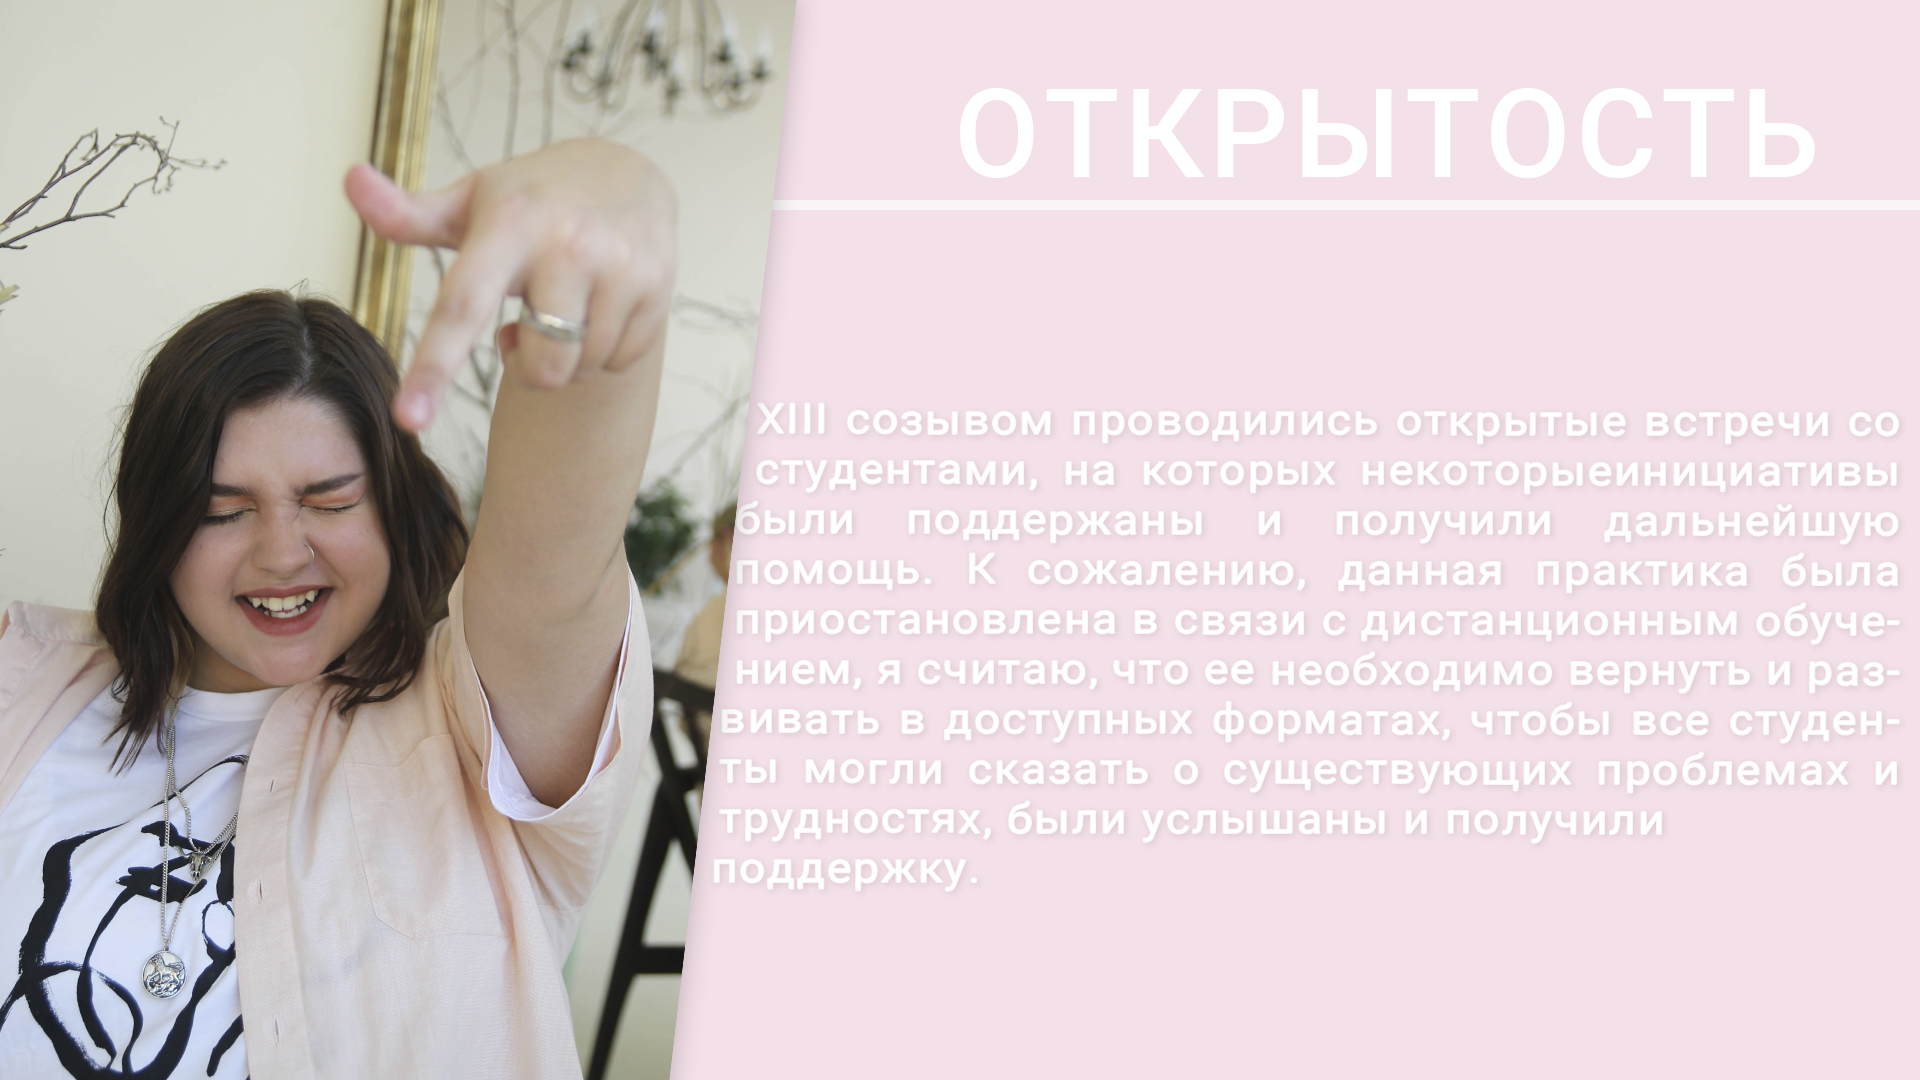 ОТКРЫТОСТЬ
XIII созывом проводились открытые встречи со
студентами, на которых некоторыеинициативы
были поддержаны и получили дальнейшую
помощь. К сожалению, данная практика была
приостановлена в связи с дистанционным обуче-
нием, я считаю, что ее необходимо вернуть и раз-
вивать в доступных форматах, чтобы все студен-
ты могли сказать о существующих проблемах и
трудностях, были услышаны и получили
поддержку.